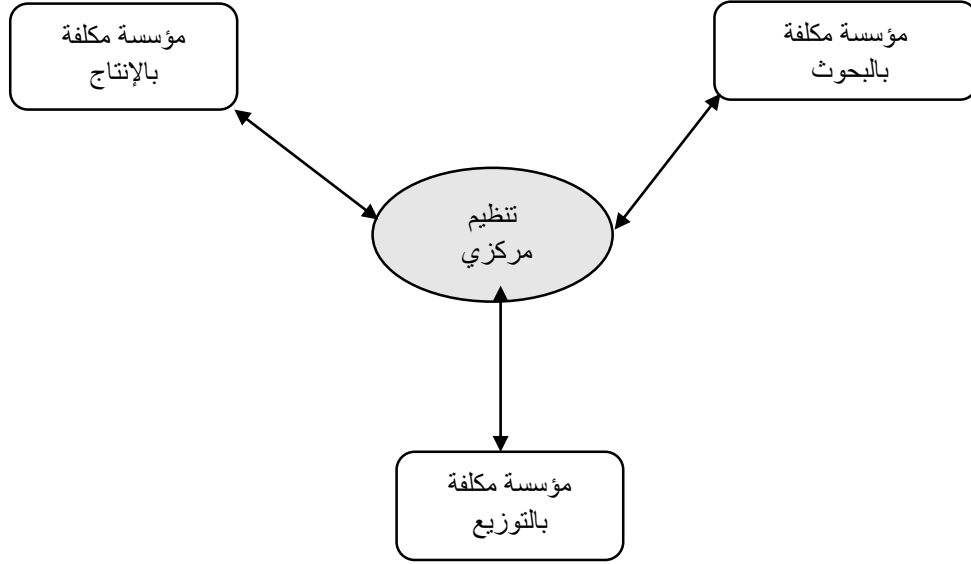 مؤسسة مكلفة
بالبحوث
مؤسسة مكلفة
بالإنتاج
تنظيم
مركزي
مؤسسة مكلفة
بالتوزيع